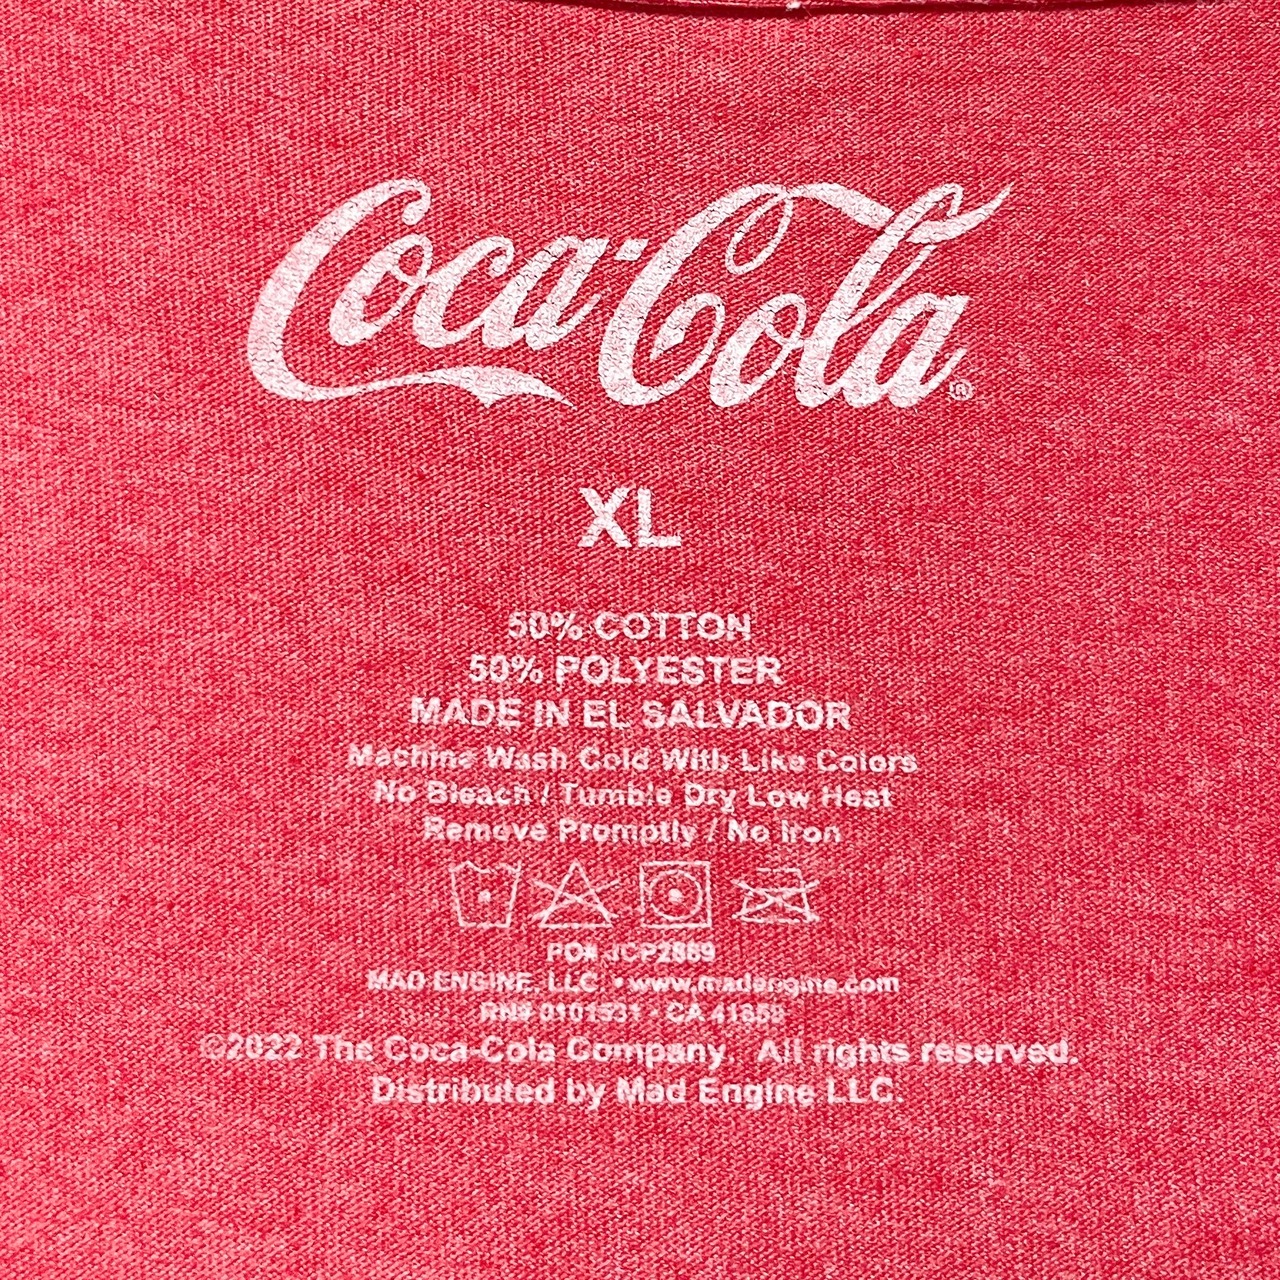 Coca-Cola ®
XL
50% COTTON
50% POLYESTER
MADE IN EL SALVADOR
Machine Wash Cold With Like Colors
No Bleach / Tumble Dry Low Heat
Remove Promptly / No Iron
PO# JCP2869
MAD ENGINE, LLC. • www.madengine.com
RN# 0101531 • CA
©2022 The Coca-Cola Company. All rights reserved.
Distributed by Mad Engine LLC.